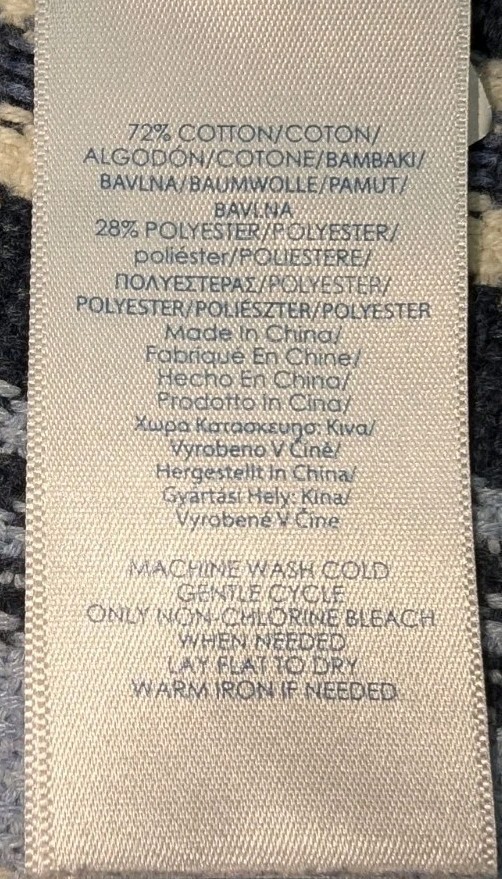 72% COTTON/COTON/
ALGODÓN/COTONE/BAMBAKI/
BAVLNA/BAUMWOLLE/PAMUT/
BAVLNA
28% POLYESTER/POLYESTER/
poliéster/POLIESTERE/
ΠΟΛΥΕΣΤΕΡΑΣ/POLYESTER/
POLYESTER/POLIÉSZTER/POLYESTER
Made In China/
Fabriqué En Chine/
Hecho En China/
Prodotto In Cina/
Χωρα Κατασκευησ: Κινα/
Vyrobeno V Číně/
Hergestellt In China/
Gyártási Hely: Kína/
Vyrobené V Číne
MACHINE WASH COLD
GENTLE CYCLE
ONLY NON-CHLORINE BLEACH
WHEN NEEDED
LAY FLAT TO DRY
WARM IRON IF NEEDED